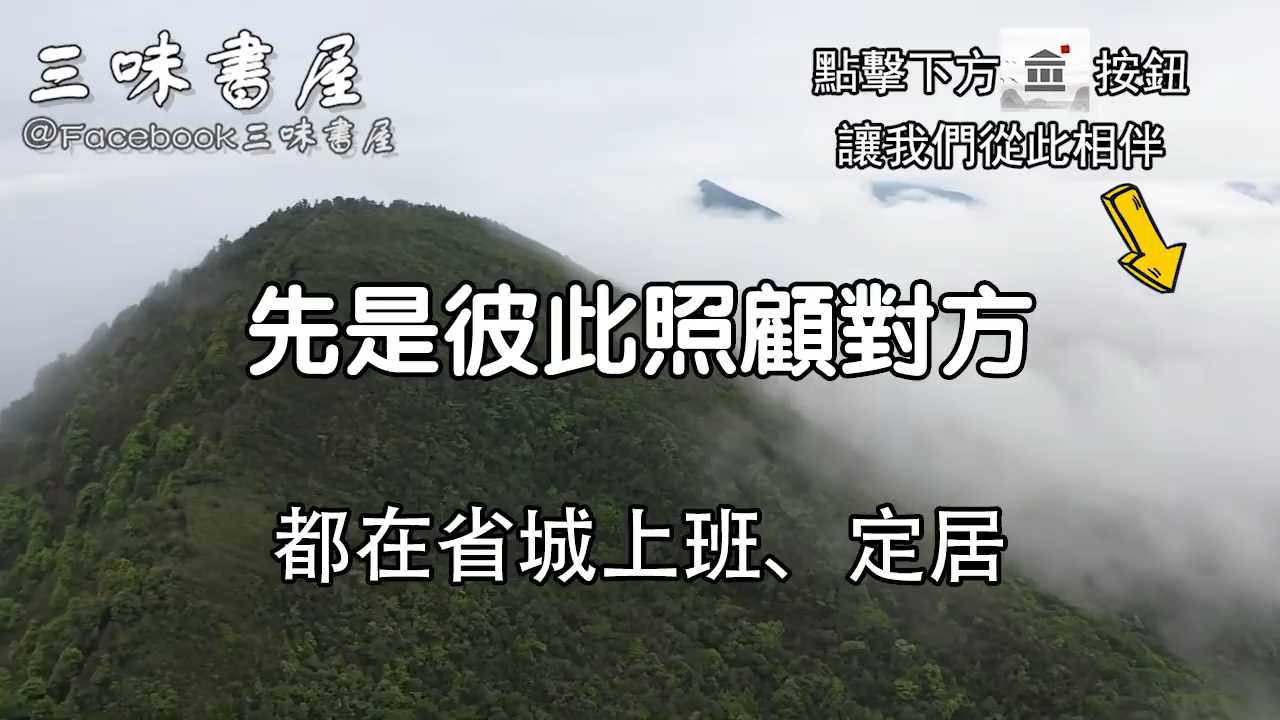 三味書屋
@Facebook三味書屋
點擊下方按鈕
讓我們從此相伴
先是彼此照顧對方
都在省城上班、定居